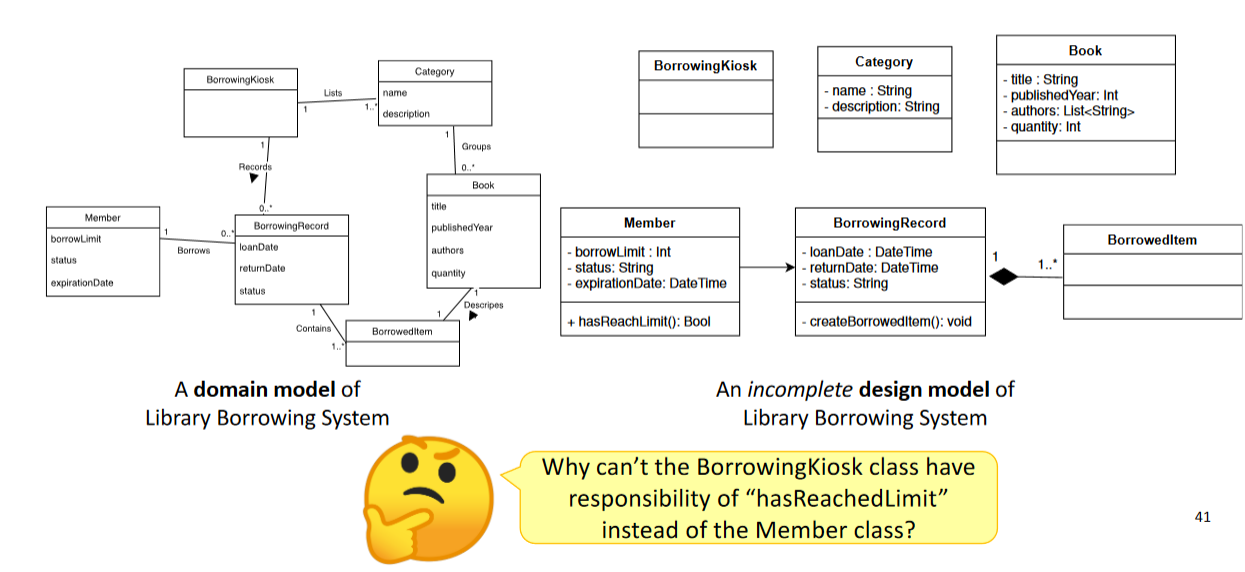 BorrowingKiosk
Category
name
description
Lists
1
1..*
1
Records
0..*
1
Groups
0..*
Book
title
publishedYear
authors
quantity
Member
borrowLimit
status
expirationDate
1
Borrows
0..*
BorrowingRecord
loanDate
returnDate
status
1
Contains
1..*
BorrowedItem
1
Descripes
1
A domain model of
Library Borrowing System
BorrowingKiosk
Category
- name : String
- description: String
Book
- title : String
- publishedYear: Int
- authors: List<String>
- quantity: Int
Member
- borrowLimit : Int
- status: String
- expirationDate: DateTime
+ hasReachLimit(): Bool
BorrowingRecord
- loanDate : DateTime
- returnDate: DateTime
- status: String
- createBorrowedItem(): void
1
1..*
BorrowedItem
An incomplete design model of
Library Borrowing System
Why can't the BorrowingKiosk class have
responsibility of “hasReachedLimit”
instead of the Member class?
41